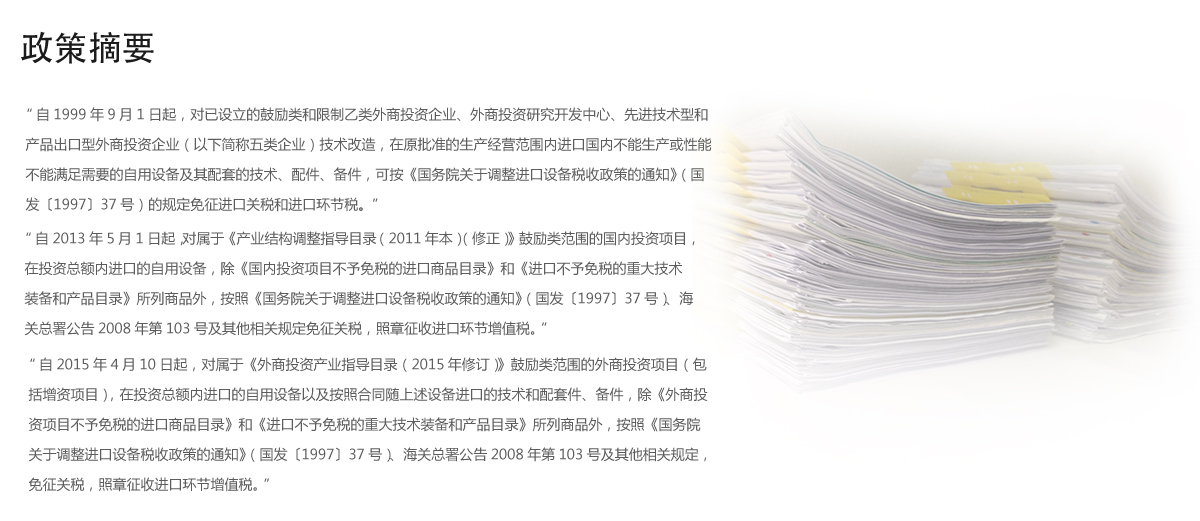 政策摘要
“ 自 1999 年 9 月 1 日起，对已设立的鼓励类和限制乙类外商投资企业、外商投资研究开发中心、先进技术型和
产品出口型外商投资企业（以下简称五类企业）技术改造，在原批准的生产经营范围内进口国内不能生产或性能
不能满足需要的自用设备及其配套的技术、配件、备件，可按《国务院关于调整进口设备税收政策的通知》（国
发〔1997〕37 号）的规定免征进口关税和进口环节税。”
“ 自 2013 年 5 月 1 日起，对属于《产业结构调整指导目录（2011 年本）（修正）》鼓励类范围的国内投资项目，
在投资总额内进口的自用设备，除《国内投资项目不予免税的进口商品目录》和《进口不予免税的重大技术
装备和产品目录》所列商品外，按照《国务院关于调整进口设备税收政策的通知》（国发〔1997〕37 号）、海
关总署公告 2008 年第 103 号及其他相关规定免征关税，照章征收进口环节增值税。”
“ 自 2015 年 4 月 10 日起，对属于《外商投资产业指导目录（2015 年修订）》鼓励类范围的外商投资项目（包
括增资项目），在投资总额内进口的自用设备以及按照合同随上述设备进口的技术和配套件、备件，除《外商投
资项目不予免税的进口商品目录》和《进口不予免税的重大技术装备和产品目录》所列商品外，按照《国务院
关于调整进口设备税收政策的通知》（国发〔1997〕37 号）、海关总署公告 2008 年第 103 号及其他相关规定，
免征关税，照章征收进口环节增值税。”